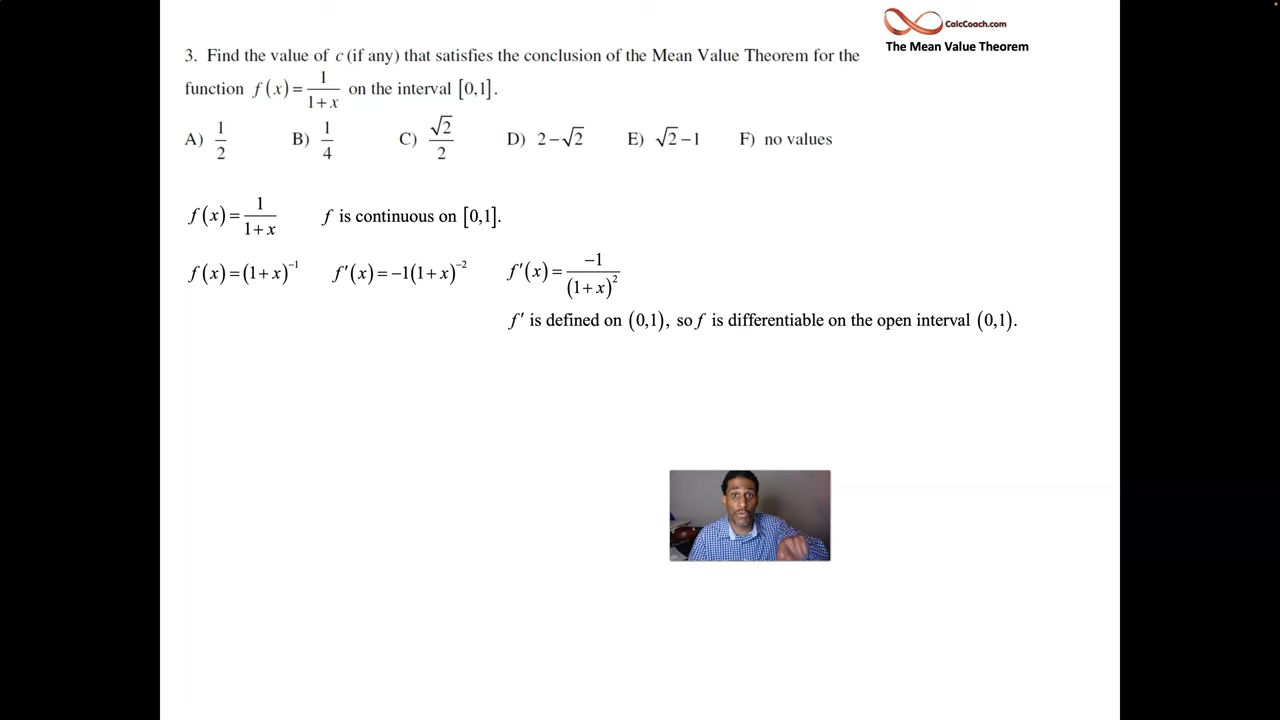 CalcCoach.com
The Mean Value Theorem
3. Find the value of c (if any) that satisfies the conclusion of the Mean Value Theorem for the
function f(x) = 1/(1+x) on the interval [0,1].
A) 1/2 B) 1/4 C) √2/2 D) 2−√2 E) √2−1 F) no values
f(x) = 1/(1+x) f is continuous on [0,1].
f(x) = (1+x)⁻¹ f′(x) = −1(1+x)⁻² f′(x) = −1/(1+x)²
f′ is defined on (0,1), so f is differentiable on the open interval (0,1).